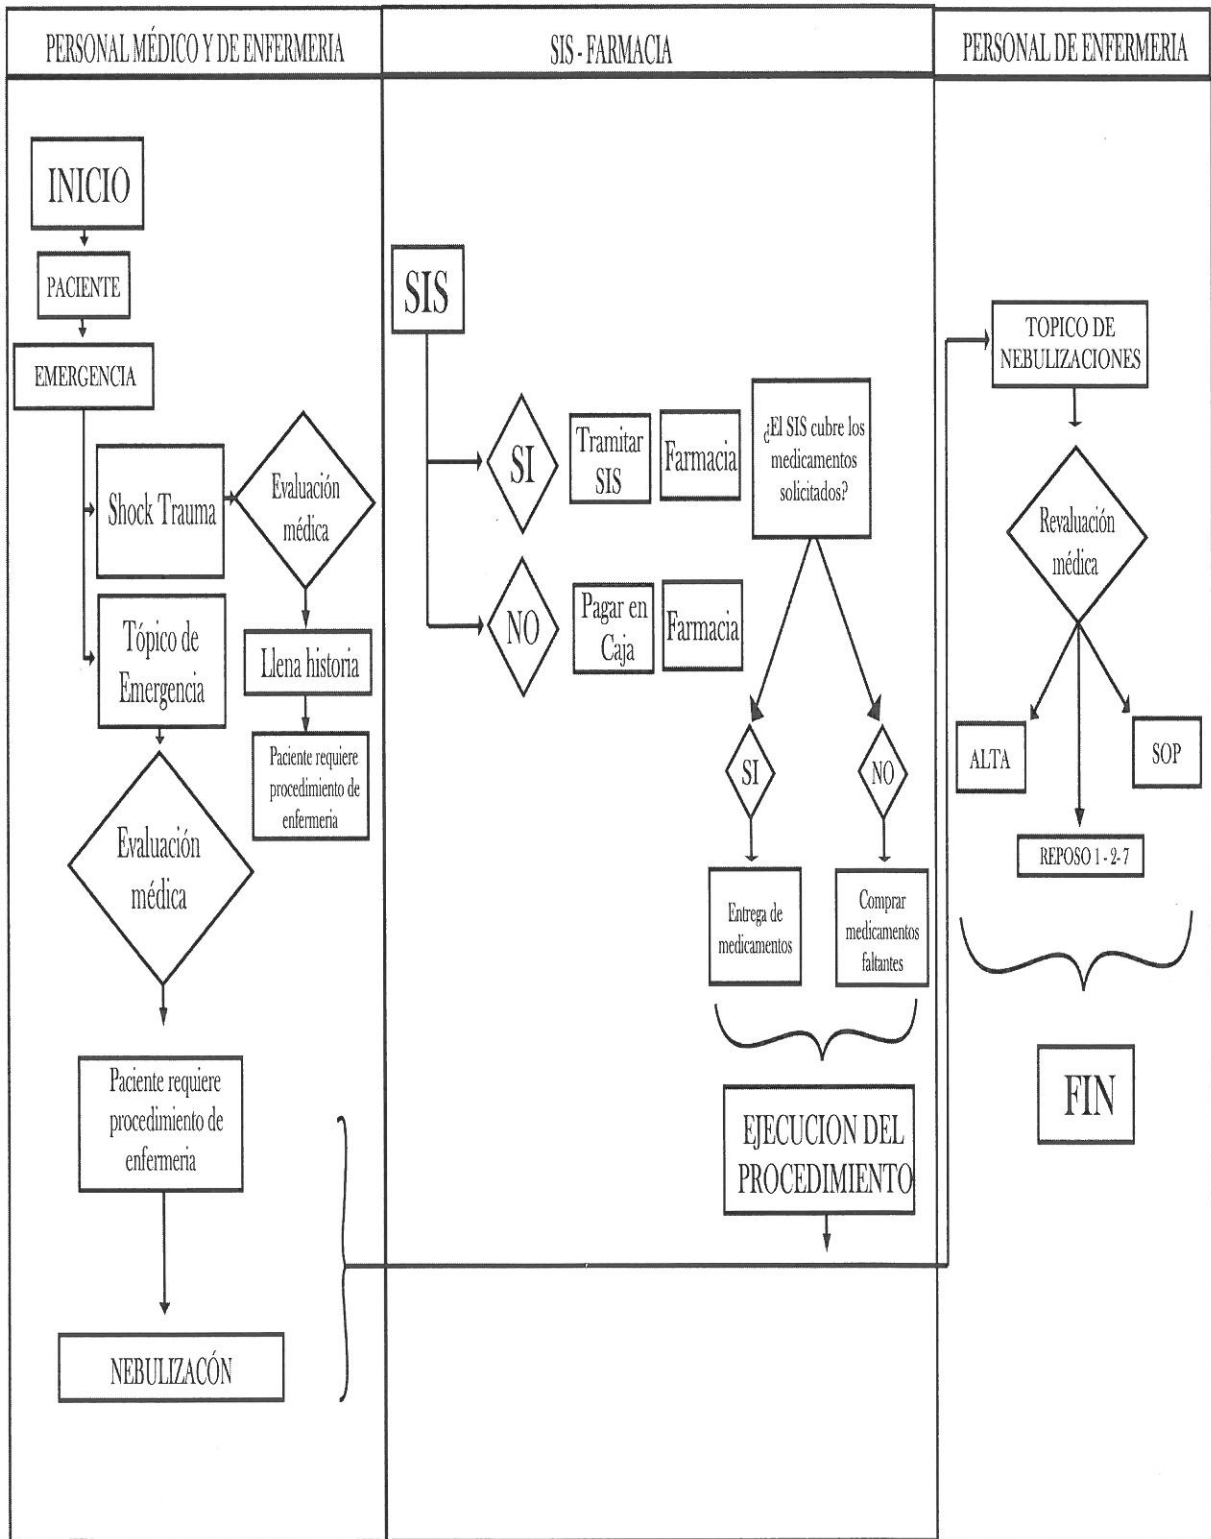 PERSONAL MÉDICO Y DE ENFERMERIA
SIS - FARMACIA
PERSONAL DE ENFERMERIA
INICIO
PACIENTE
EMERGENCIA
Shock Trauma
Evaluación
médica
Llena historia
Paciente requiere
procedimiento de
enfermeria
Tópico de
Emergencia
Evaluación
médica
Paciente requiere
procedimiento de
enfermeria
NEBULIZACÓN
SIS
SI
Tramitar
SIS
Farmacia
NO
Pagar en
Caja
Farmacia
¿El SIS cubre los
medicamentos
solicitados?
SI
NO
Entrega de
medicamentos
Comprar
medicamentos
faltantes
EJECUCION DEL
PROCEDIMIENTO
TOPICO DE
NEBULIZACIONES
Revaluación
médica
ALTA
SOP
REPOSO 1 - 2- 7
FIN